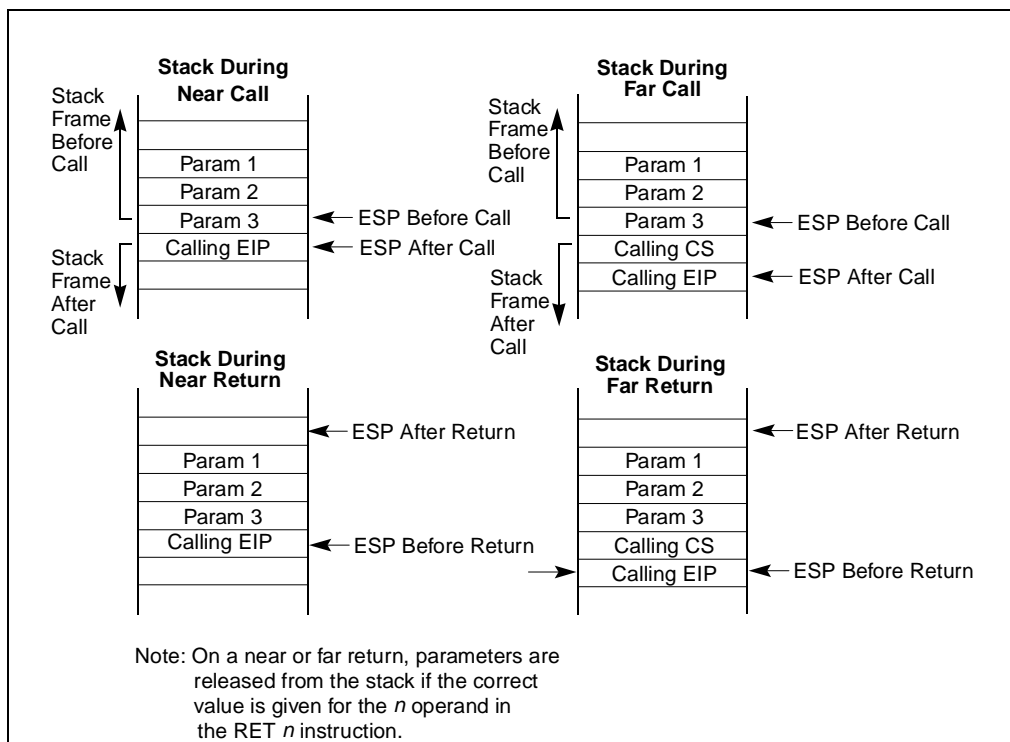 Stack During
Near Call
Stack
Frame
Before
Call
Param 1
Param 2
Param 3
ESP Before Call
Calling EIP
ESP After Call
Stack
Frame
After
Call
Stack During
Far Call
Stack
Frame
Before
Call
Param 1
Param 2
Param 3
ESP Before Call
Calling CS
Calling EIP
ESP After Call
Stack
Frame
After
Call
Stack During
Near Return
ESP After Return
Param 1
Param 2
Param 3
Calling EIP
ESP Before Return
Stack During
Far Return
ESP After Return
Param 1
Param 2
Param 3
Calling CS
Calling EIP
ESP Before Return
Note: On a near or far return, parameters are
released from the stack if the correct
value is given for the n operand in
the RET n instruction.